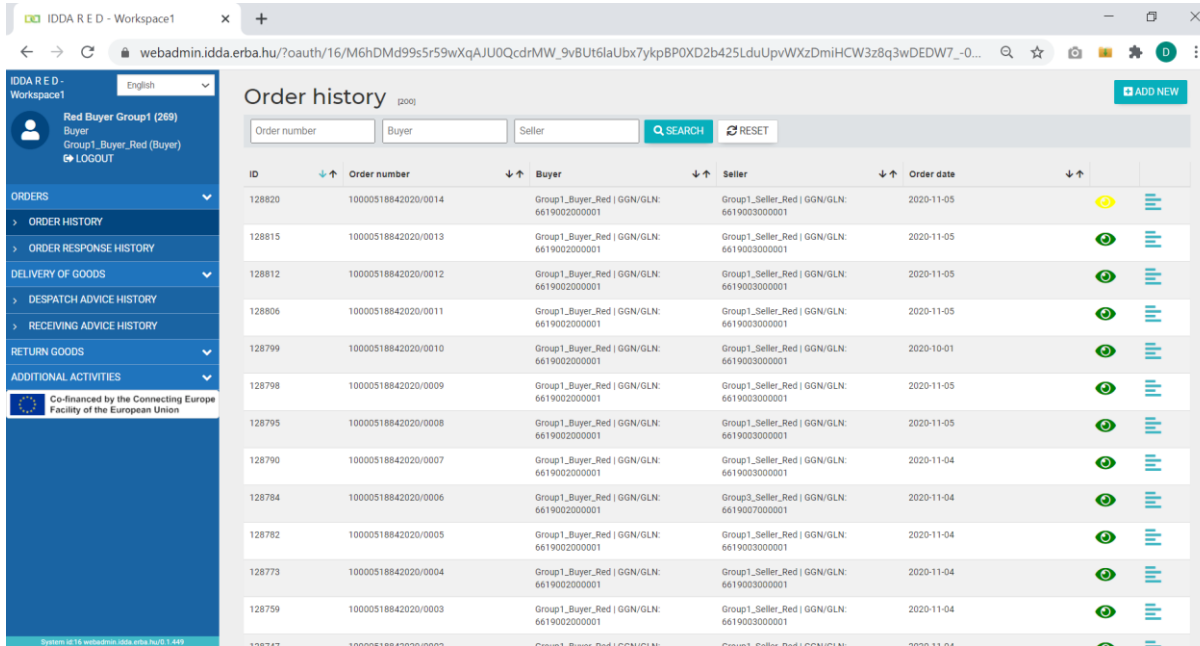 IDDA R E D - Workspace1
webadmin.idda.erba.hu/?oauth/16/M6hDMd99s5r59wXqAJU0QcdrMW_9vBUt6laUbx7ykpBP0XD2b425LduUpvWXzDmiHCW3z8q3wDEDW7_-0...
D
IDDA R E D -
Workspace1
English
Red Buyer Group1 (269)
Buyer
Group1_Buyer_Red (Buyer)
LOGOUT
ORDERS
ORDER HISTORY
ORDER RESPONSE HISTORY
DELIVERY OF GOODS
DESPATCH ADVICE HISTORY
RECEIVING ADVICE HISTORY
RETURN GOODS
ADDITIONAL ACTIVITIES
Co-financed by the Connecting Europe
Facility of the European Union
System id:16 webadmin.idda.erba.hu/0.1.449
Order history [200]
ADD NEW
Order number Buyer Seller SEARCH RESET
ID Order number Buyer Seller Order date
128820 10000518842020/0014 Group1_Buyer_Red | GGN/GLN: Group1_Seller_Red | GGN/GLN: 2020-11-05
6619002000001 6619003000001
128815 10000518842020/0013 Group1_Buyer_Red | GGN/GLN: Group1_Seller_Red | GGN/GLN: 2020-11-05
6619002000001 6619003000001
128812 10000518842020/0012 Group1_Buyer_Red | GGN/GLN: Group1_Seller_Red | GGN/GLN: 2020-11-05
6619002000001 6619003000001
128806 10000518842020/0011 Group1_Buyer_Red | GGN/GLN: Group1_Seller_Red | GGN/GLN: 2020-11-05
6619002000001 6619003000001
128799 10000518842020/0010 Group1_Buyer_Red | GGN/GLN: Group1_Seller_Red | GGN/GLN: 2020-10-01
6619002000001 6619003000001
128798 10000518842020/0009 Group1_Buyer_Red | GGN/GLN: Group1_Seller_Red | GGN/GLN: 2020-11-05
6619002000001 6619003000001
128795 10000518842020/0008 Group1_Buyer_Red | GGN/GLN: Group1_Seller_Red | GGN/GLN: 2020-11-05
6619002000001 6619003000001
128790 10000518842020/0007 Group1_Buyer_Red | GGN/GLN: Group1_Seller_Red | GGN/GLN: 2020-11-04
6619002000001 6619003000001
128784 10000518842020/0006 Group1_Buyer_Red | GGN/GLN: Group3_Seller_Red | GGN/GLN: 2020-11-04
6619002000001 6619007000001
128782 10000518842020/0005 Group1_Buyer_Red | GGN/GLN: Group1_Seller_Red | GGN/GLN: 2020-11-04
6619002000001 6619003000001
128773 10000518842020/0004 Group1_Buyer_Red | GGN/GLN: Group1_Seller_Red | GGN/GLN: 2020-11-04
6619002000001 6619003000001
128759 10000518842020/0003 Group1_Buyer_Red | GGN/GLN: Group1_Seller_Red | GGN/GLN: 2020-11-04
6619002000001 6619003000001